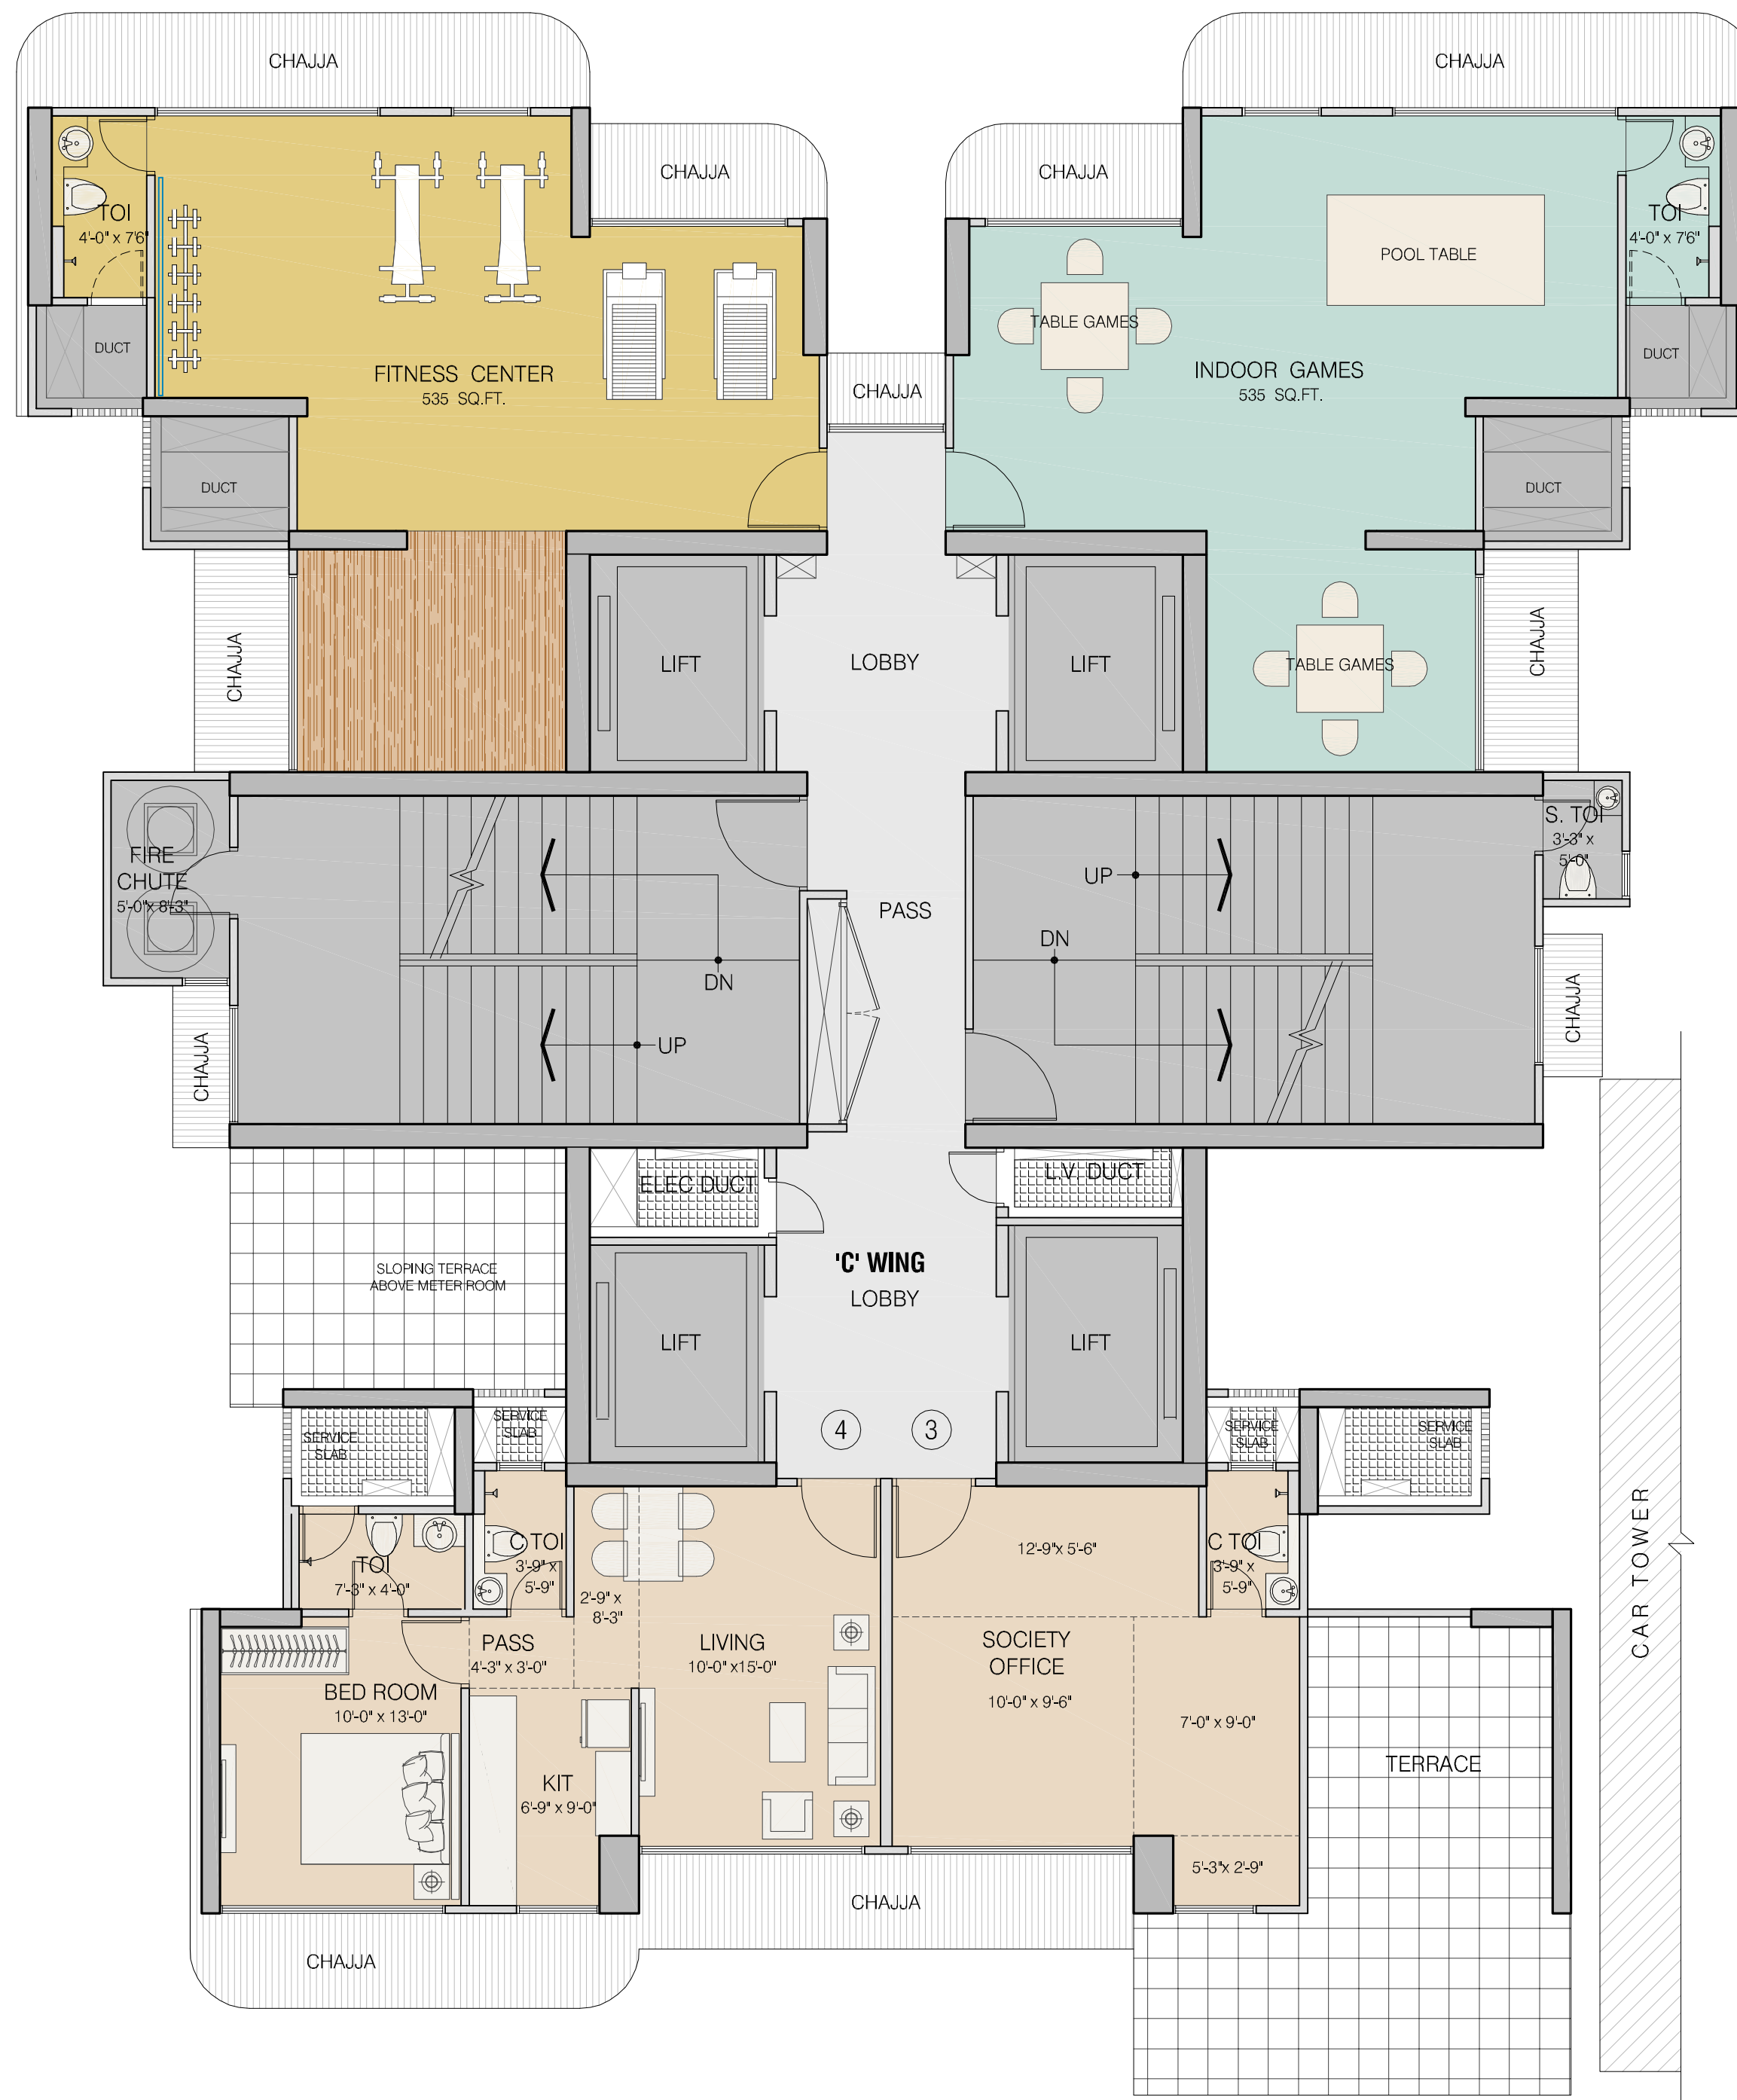 CHAJJA
CHAJJA
CHAJJA
CHAJJA
TOI
4'-0" x 7'6"
TOI
4'-0" x 7'6"
POOL TABLE
TABLE GAMES
DUCT
DUCT
FITNESS CENTER
535 SQ.FT.
CHAJJA
INDOOR GAMES
535 SQ.FT.
DUCT
DUCT
CHAJJA
LIFT
LOBBY
LIFT
TABLE GAMES
CHAJJA
FIRE
CHUTE
5'-0"x 8'-3"
S. TOI
3'-3" x
5'-0"
UP
PASS
DN
DN
UP
CHAJJA
CHAJJA
ELEC DUCT
L.V. DUCT
SLOPING TERRACE
ABOVE METER ROOM
'C' WING
LOBBY
LIFT
LIFT
SERVICE
SLAB
SERVICE
SLAB
4
3
SERVICE
SLAB
SERVICE
SLAB
CAR TOWER
TOI
7'-3" x 4'-0"
C TOI
3'-9" x
5'-9"
2'-9" x
8'-3"
12'-9"x 5'-6"
C TOI
3'-9" x
5'-9"
PASS
4'-3" x 3'-0"
LIVING
10'-0" x15'-0"
SOCIETY
OFFICE
10'-0" x 9'-6"
BED ROOM
10'-0" x 13'-0"
7'-0" x 9'-0"
TERRACE
KIT
6'-9" x 9'-0"
5'-3"x 2'-9"
CHAJJA
CHAJJA